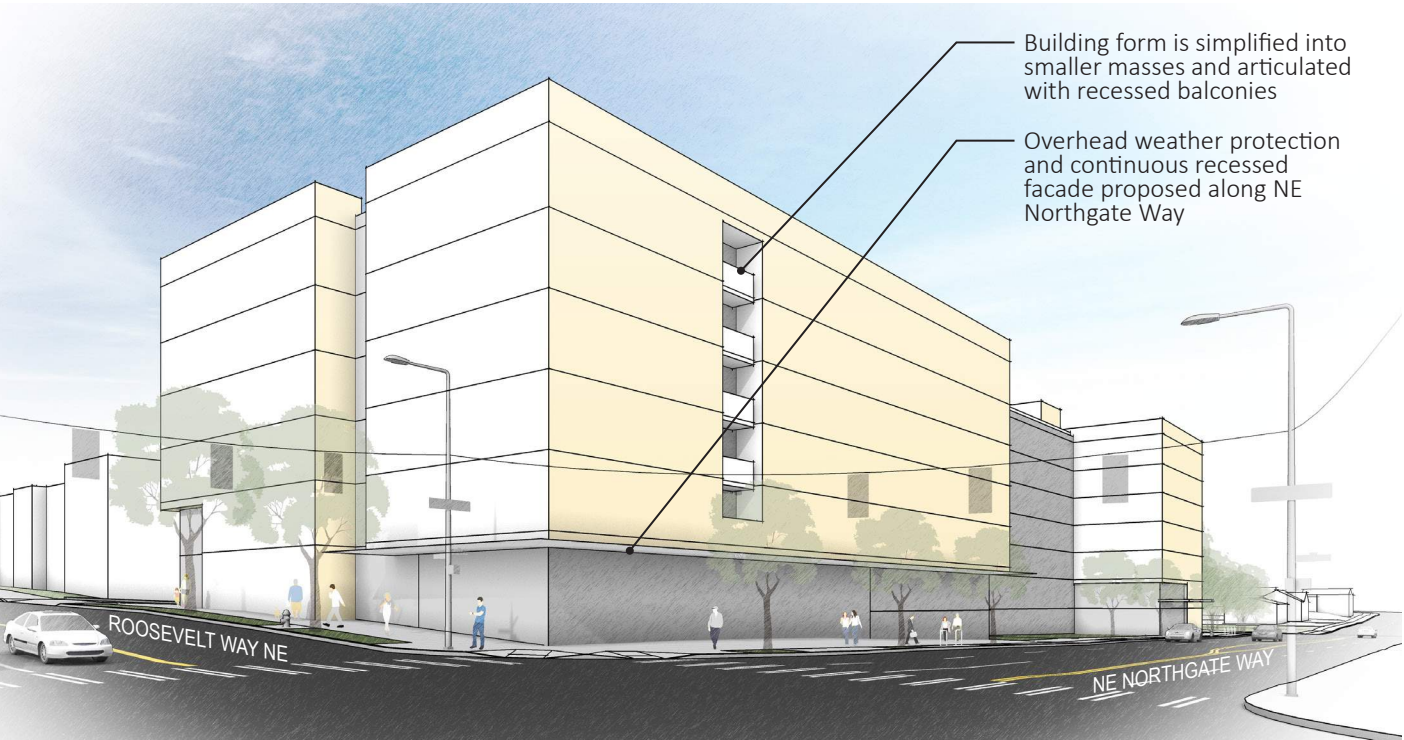 Building form is simplified into
smaller masses and articulated
with recessed balconies
Overhead weather protection
and continuous recessed
facade proposed along NE
Northgate Way
ROOSEVELT WAY NE
NE NORTHGATE WAY